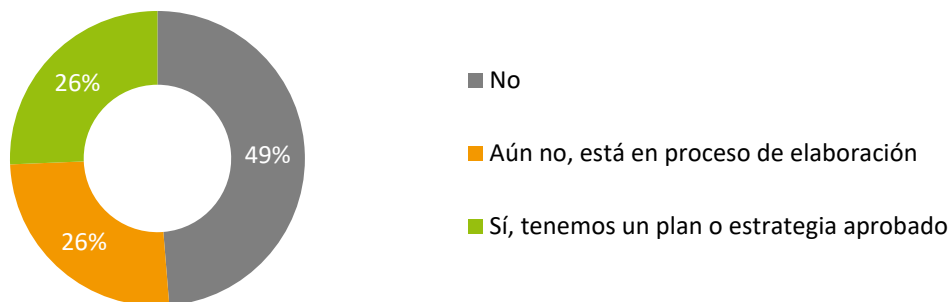 26%
49%
26%
No
Aún no, está en proceso de elaboración
Sí, tenemos un plan o estrategia aprobado